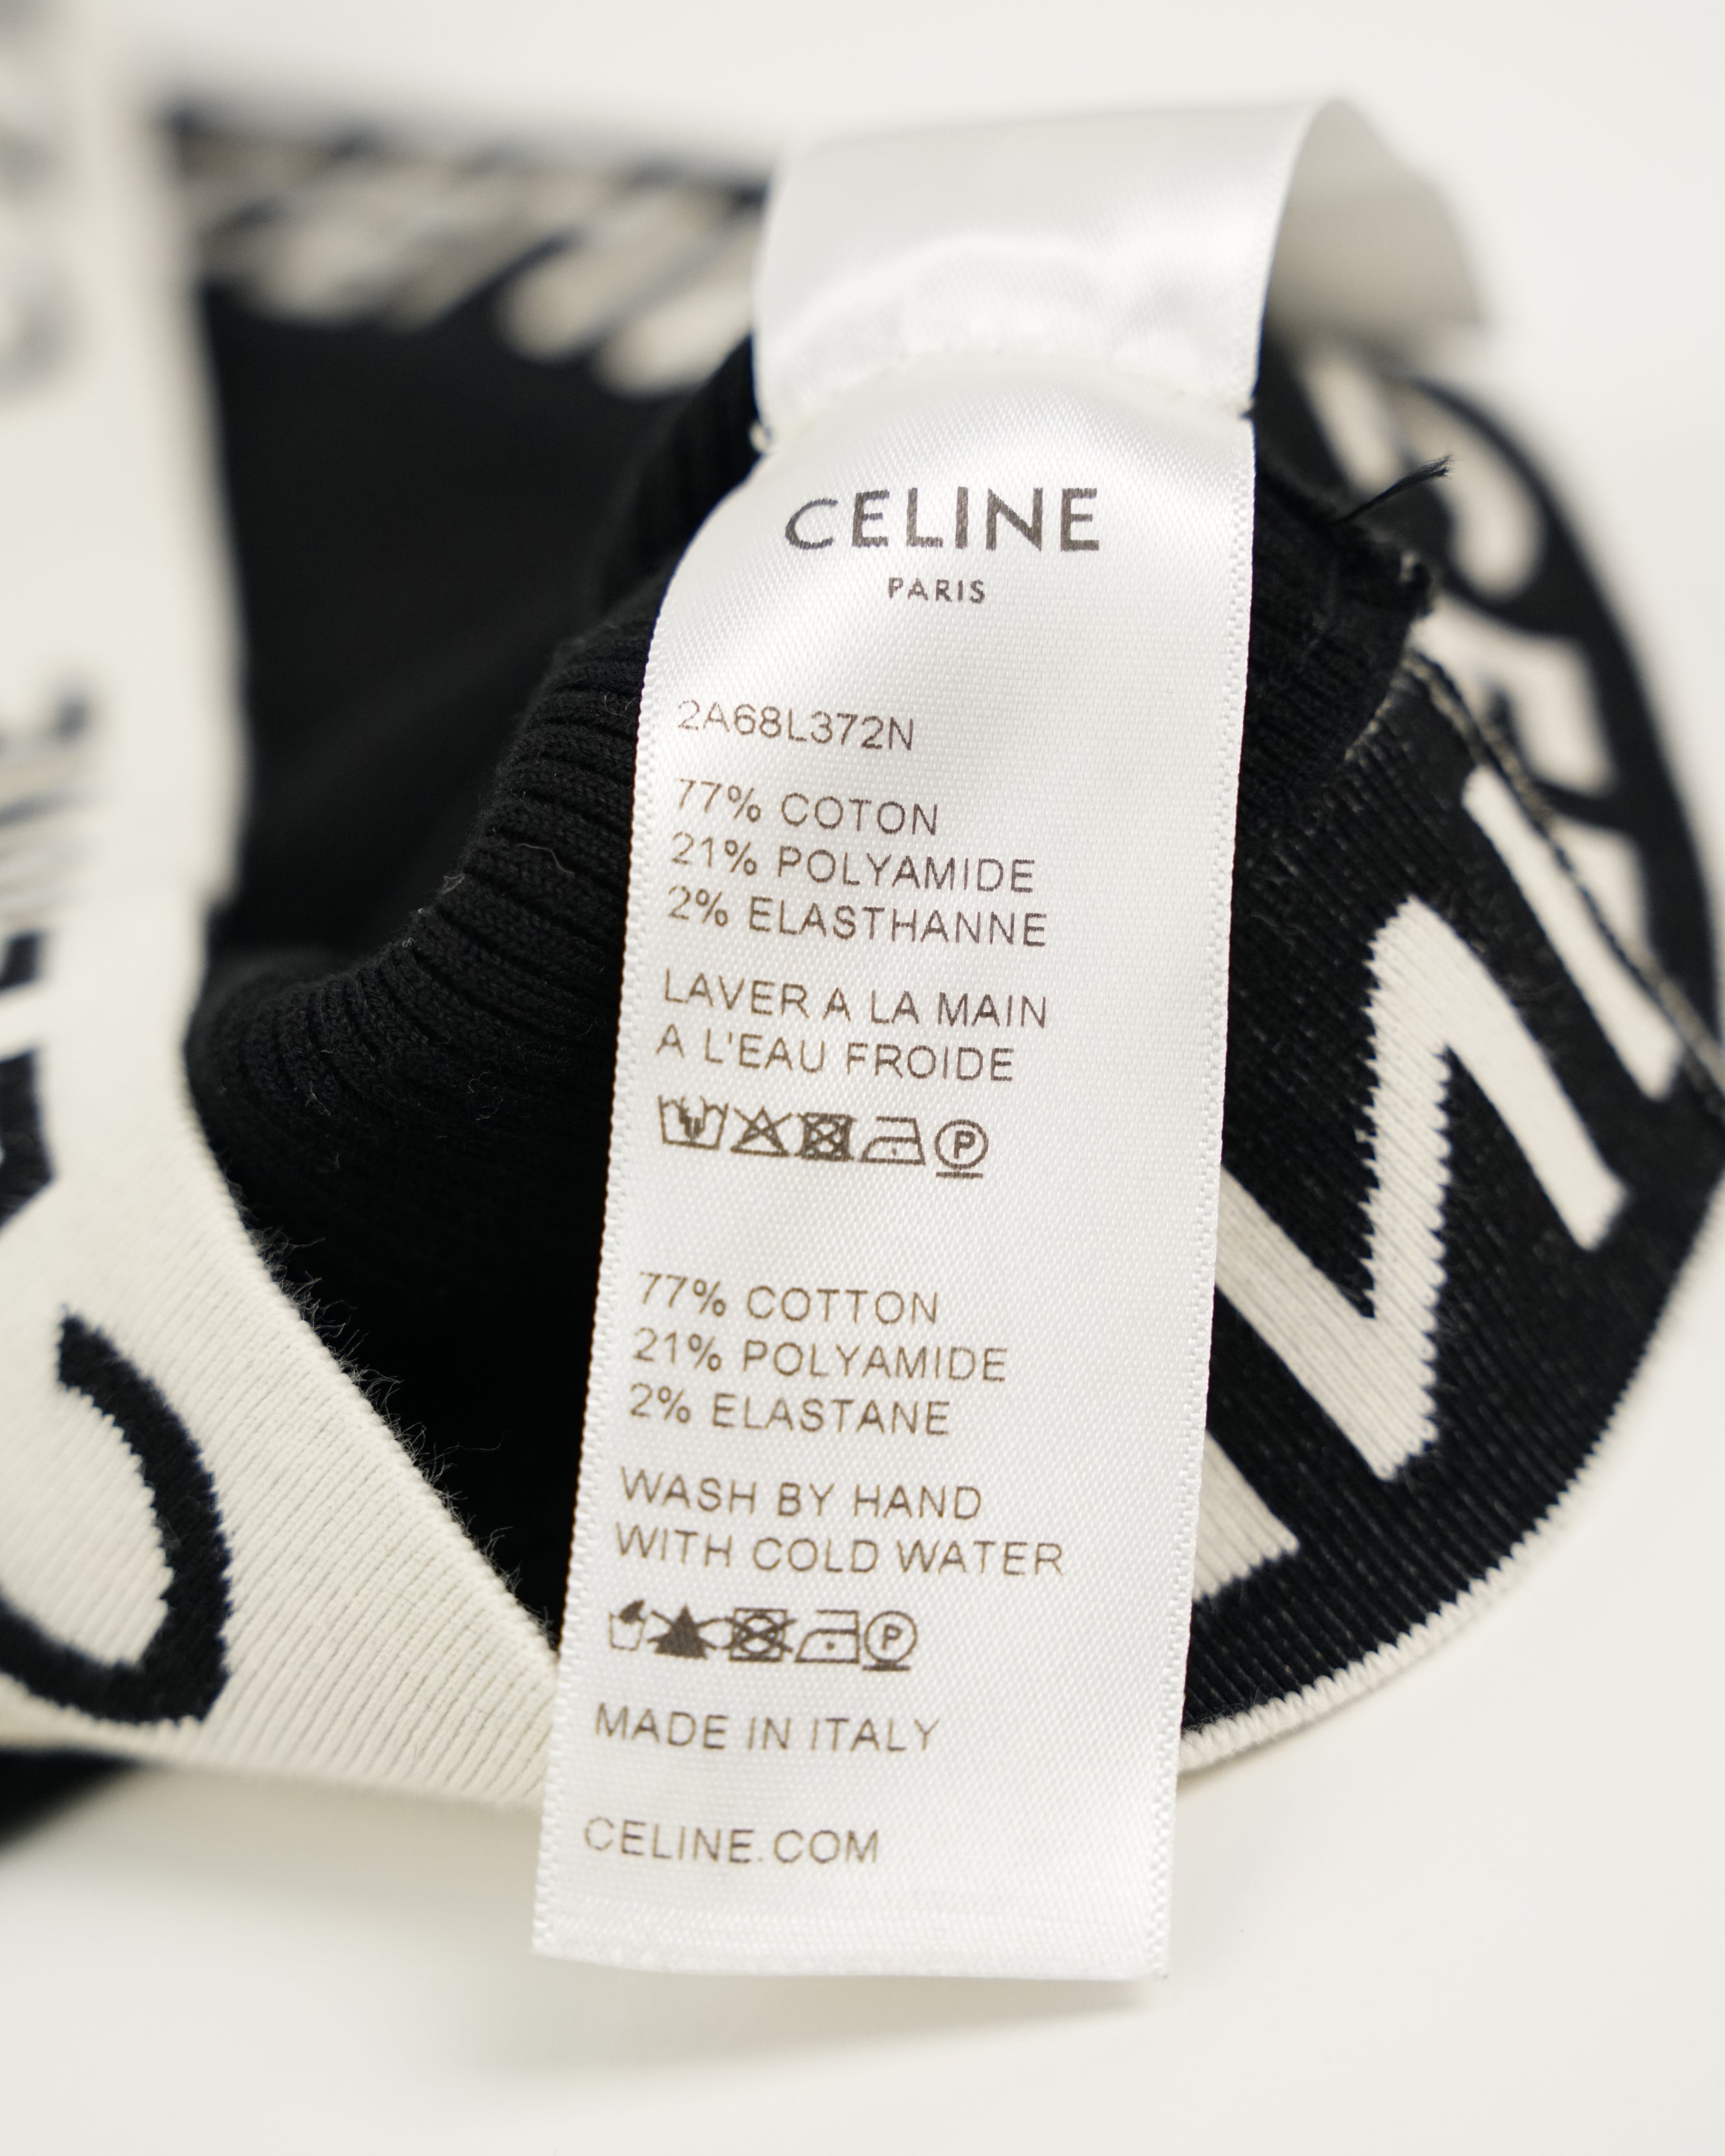 CELINE
PARIS
2A68L372N
77% COTON
21% POLYAMIDE
2% ELASTHANNE
LAVER A LA MAIN
A L'EAU FROIDE
P
77% COTTON
21% POLYAMIDE
2% ELASTANE
WASH BY HAND
WITH COLD WATER
P
MADE IN ITALY
CELINE.COM